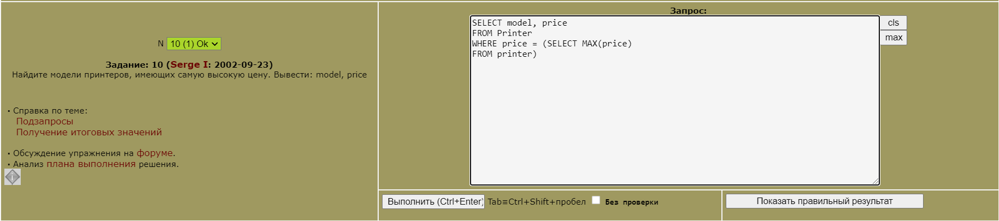 N 10 (1) Ok
Задание: 10 (Serge I: 2002-09-23)
Найдите модели принтеров, имеющих самую высокую цену. Вывести: model, price
· Справка по теме:
Подзапросы
Получение итоговых значений
· Обсуждение упражнения на форуме.
· Анализ плана выполнения решения.
Запрос:
SELECT model, price
FROM Printer
WHERE price = (SELECT MAX(price)
FROM printer)
cls
max
Выполнить (Ctrl+Enter) Tab≡Ctrl+Shift+пробел Без проверки
Показать правильный результат